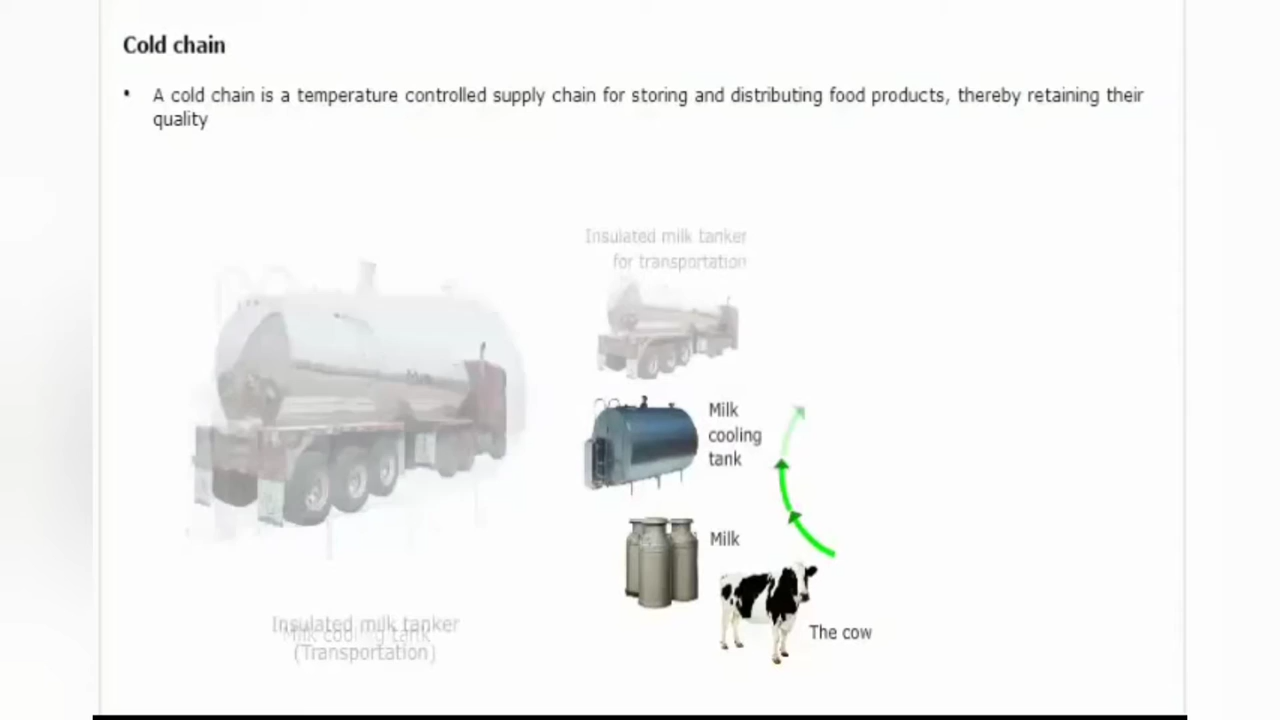 Cold chain
• A cold chain is a temperature controlled supply chain for storing and distributing food products, thereby retaining their
quality
Insulated milk tanker
for transportation
Milk
cooling
tank
Milk
The cow
Insulated milk tanker
Milk cooling tank
(Transportation)